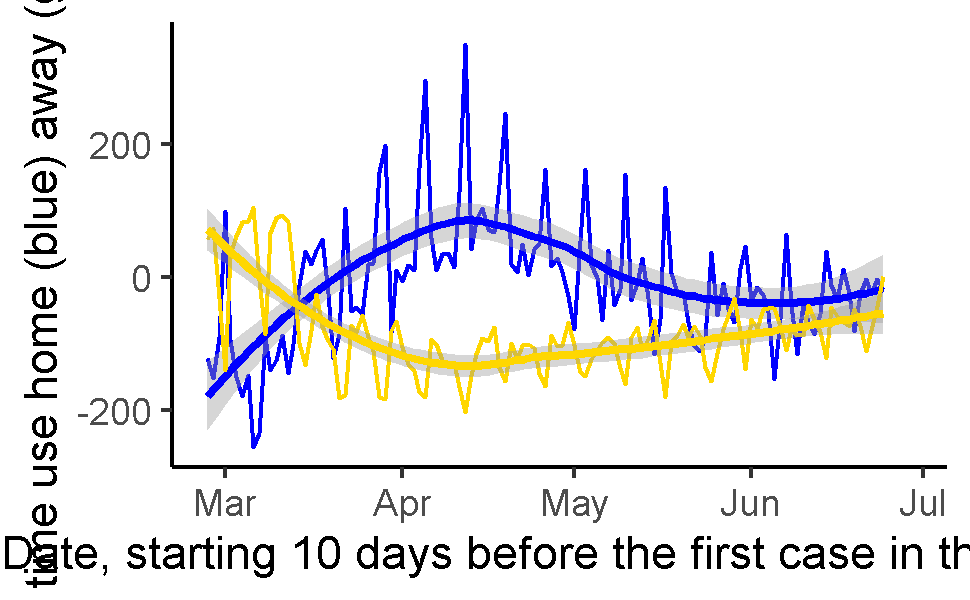 time use home (blue) away (
200
0
-200
Mar Apr May Jun Jul
Date, starting 10 days before the first case in th